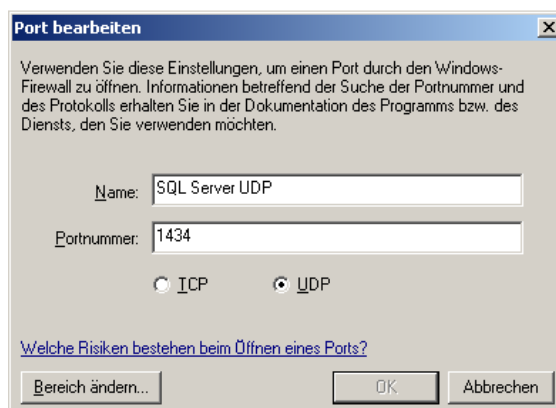 Port bearbeiten
Verwenden Sie diese Einstellungen, um einen Port durch den Windows-
Firewall zu öffnen. Informationen betreffend der Suche der Portnummer und
des Protokolls erhalten Sie in der Dokumentation des Programms bzw. des
Diensts, den Sie verwenden möchten.
Name: SQL Server UDP
Portnummer: 1434
TCP UDP
Welche Risiken bestehen beim Öffnen eines Ports?
Bereich ändern... OK Abbrechen